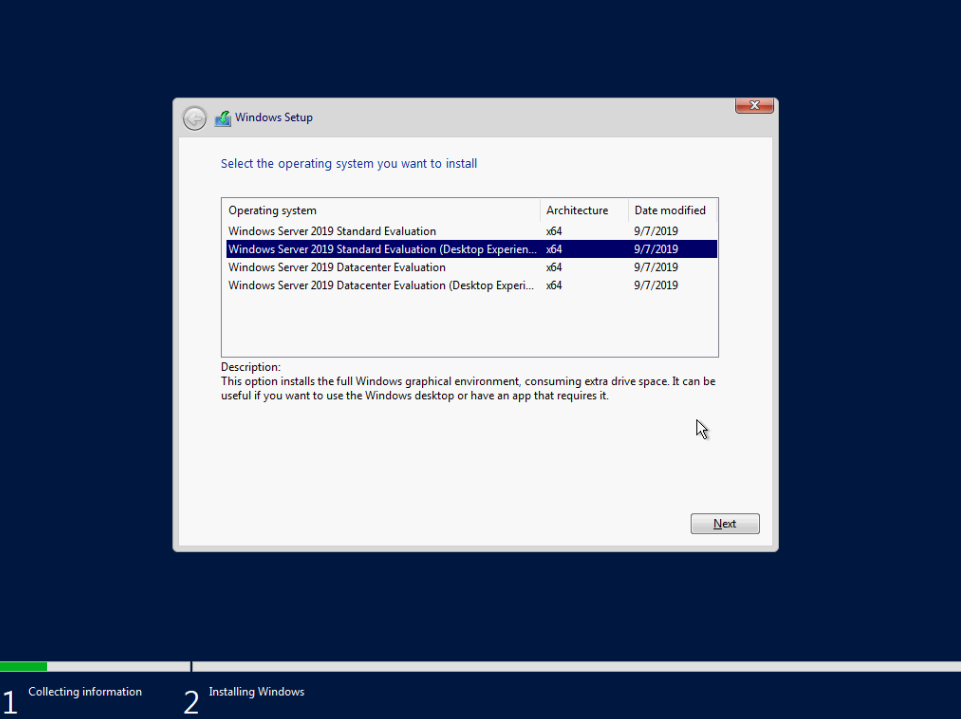 Windows Setup
Select the operating system you want to install
Operating system Architecture Date modified
Windows Server 2019 Standard Evaluation x64 9/7/2019
Windows Server 2019 Standard Evaluation (Desktop Experien... x64 9/7/2019
Windows Server 2019 Datacenter Evaluation x64 9/7/2019
Windows Server 2019 Datacenter Evaluation (Desktop Experi... x64 9/7/2019
Description:
This option installs the full Windows graphical environment, consuming extra drive space. It can be
useful if you want to use the Windows desktop or have an app that requires it.
Next
1 Collecting information 2 Installing Windows